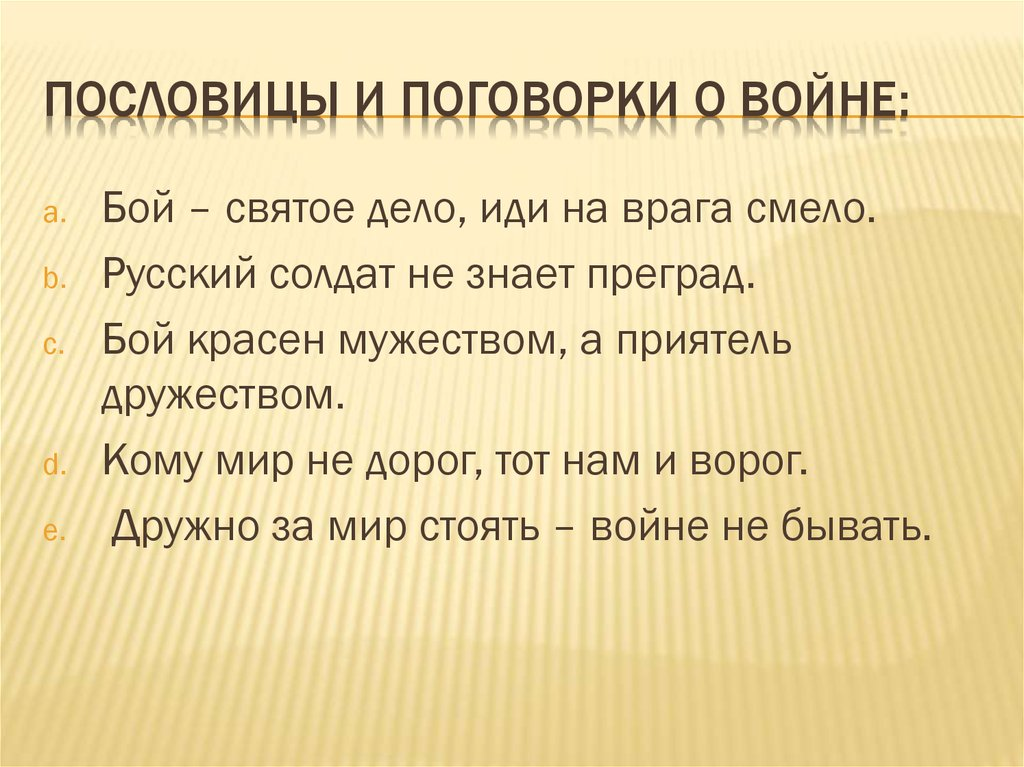 ПОСЛОВИЦЫ И ПОГОВОРКИ О ВОЙНЕ:
a. Бой – святое дело, иди на врага смело.
b. Русский солдат не знает преград.
c. Бой красен мужеством, а приятель
дружеством.
d. Кому мир не дорог, тот нам и ворог.
e. Дружно за мир стоять – войне не бывать.